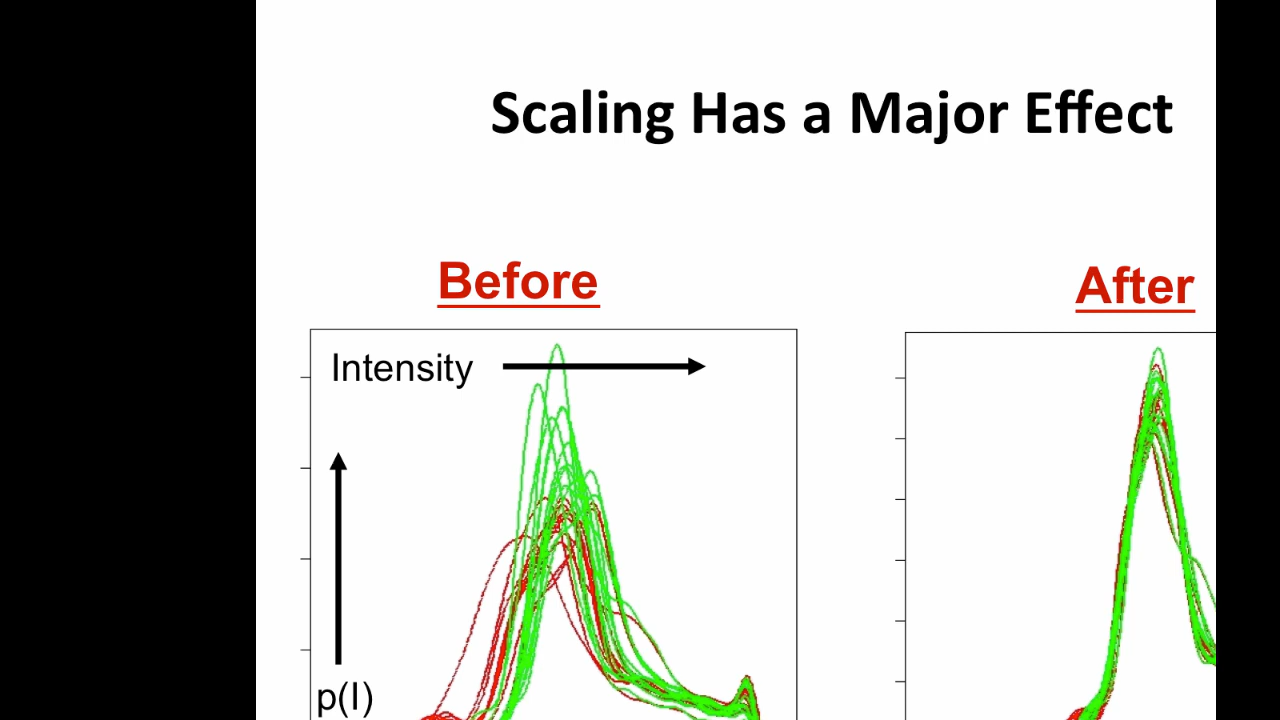 Scaling Has a Major Effect
Before
After
Intensity
p(I)